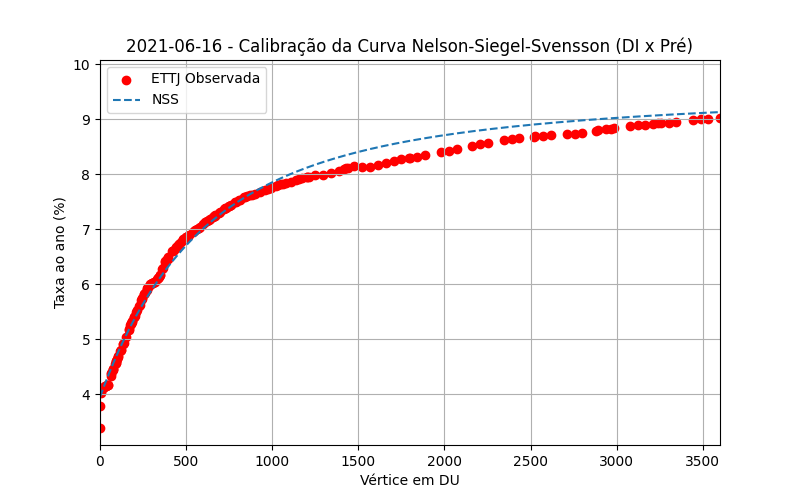 2021-06-16 - Calibração da Curva Nelson-Siegel-Svensson (DI x Pré)
ETTJ Observada
NSS
Taxa ao ano (%)
10
9
8
7
6
5
4
0 500 1000 1500 2000 2500 3000 3500
Vértice em DU